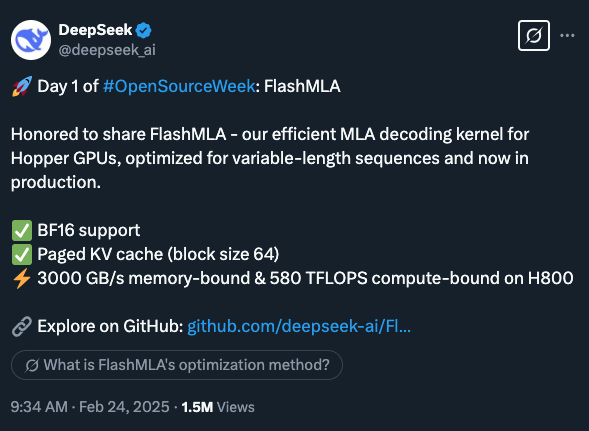 DeepSeek
@deepseek_ai
🚀 Day 1 of #OpenSourceWeek: FlashMLA
Honored to share FlashMLA - our efficient MLA decoding kernel for
Hopper GPUs, optimized for variable-length sequences and now in
production.
✅ BF16 support
✅ Paged KV cache (block size 64)
⚡ 3000 GB/s memory-bound & 580 TFLOPS compute-bound on H800
🔗 Explore on GitHub: github.com/deepseek-ai/Fl...
What is FlashMLA's optimization method?
9:34 AM · Feb 24, 2025 · 1.5M Views